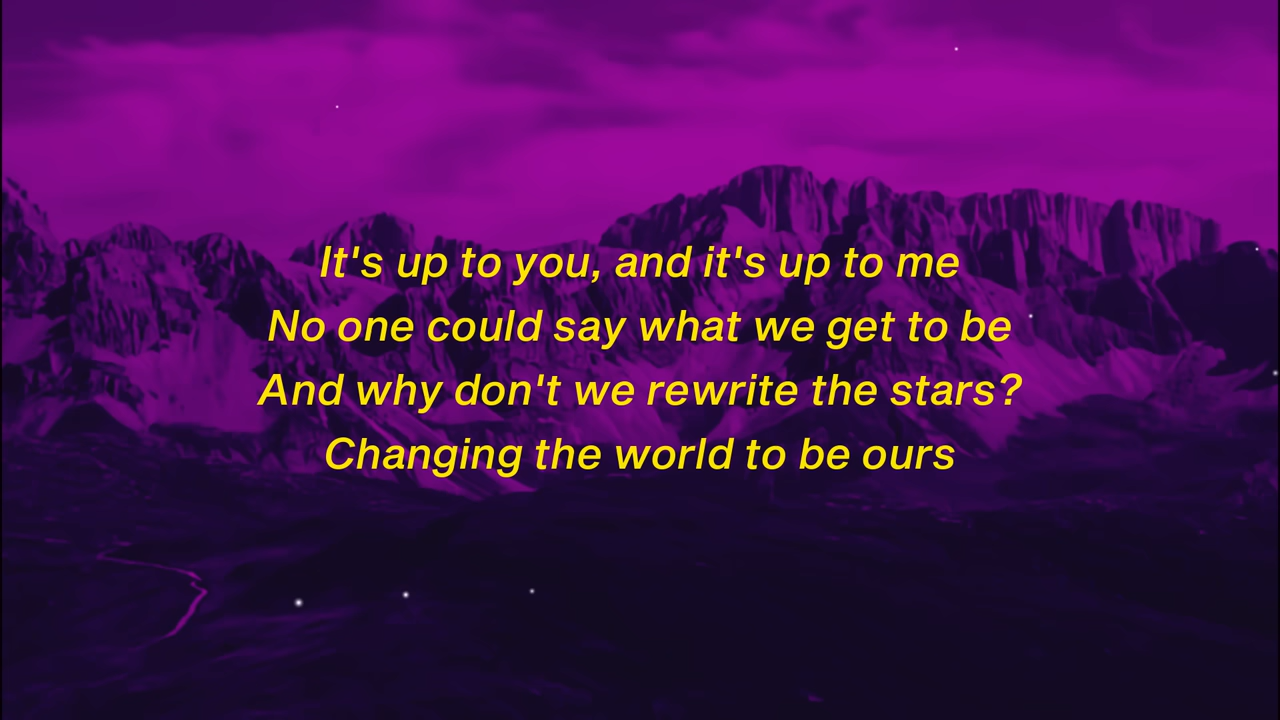 It's up to you, and it's up to me
No one could say what we get to be
And why don't we rewrite the stars?
Changing the world to be ours